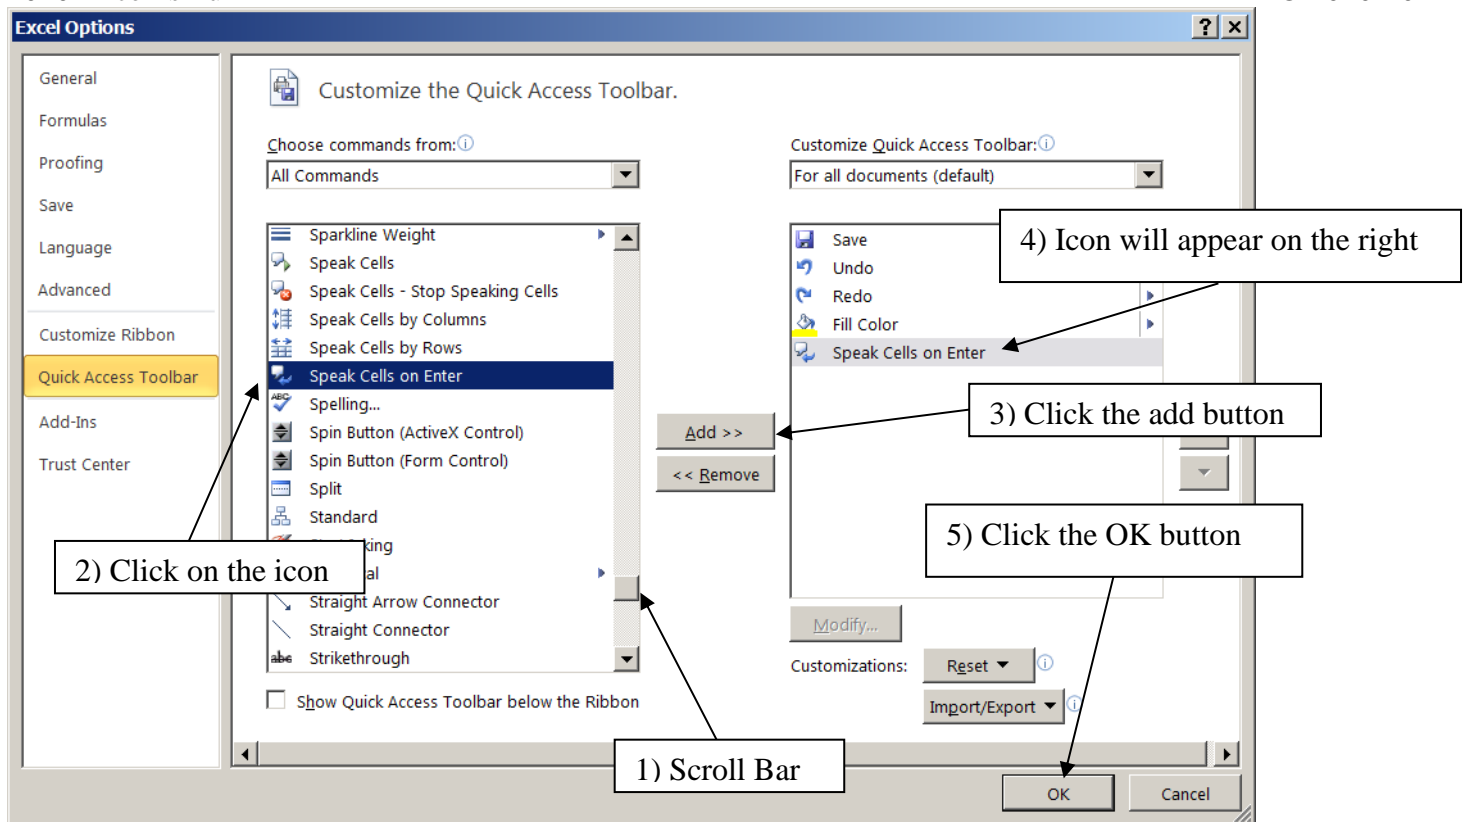 Excel Options
General
Formulas
Proofing
Save
Language
Advanced
Customize Ribbon
Quick Access Toolbar
Add-Ins
Trust Center
Customize the Quick Access Toolbar.
Choose commands from:
All Commands
Sparkline Weight
Speak Cells
Speak Cells - Stop Speaking Cells
Speak Cells by Columns
Speak Cells by Rows
Speak Cells on Enter
ABC Spelling...
Spin Button (ActiveX Control)
Spin Button (Form Control)
Split
Standard
Straight Arrow Connector
Straight Connector
abc Strikethrough
Show Quick Access Toolbar below the Ribbon
Add >>
<< Remove
Customize Quick Access Toolbar:
For all documents (default)
Save
Undo
Redo
Fill Color
Speak Cells on Enter
Modify...
Customizations:
Reset
Import/Export
OK
Cancel
1) Scroll Bar
2) Click on the icon
3) Click the add button
4) Icon will appear on the right
5) Click the OK button